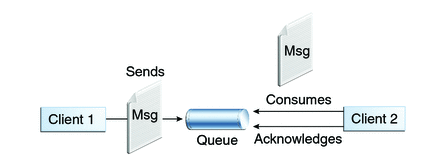 Msg
Sends
Client 1
Msg
Queue
Consumes
Acknowledges
Client 2